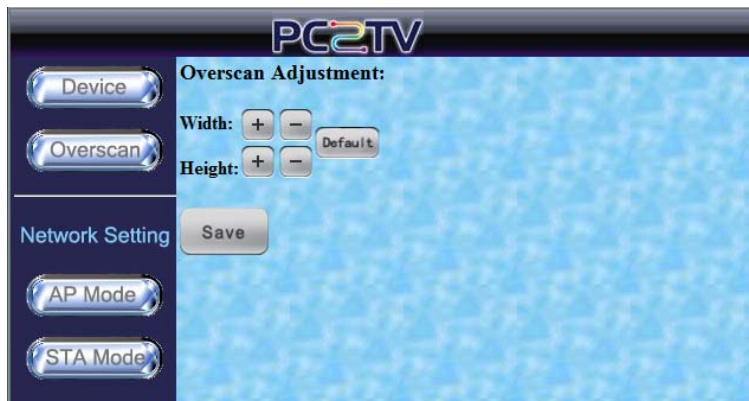 PC2TV
Device
Overscan
Network Setting
AP Mode
STA Mode
Overscan Adjustment:
Width: + −
Default
Height: + −
Save